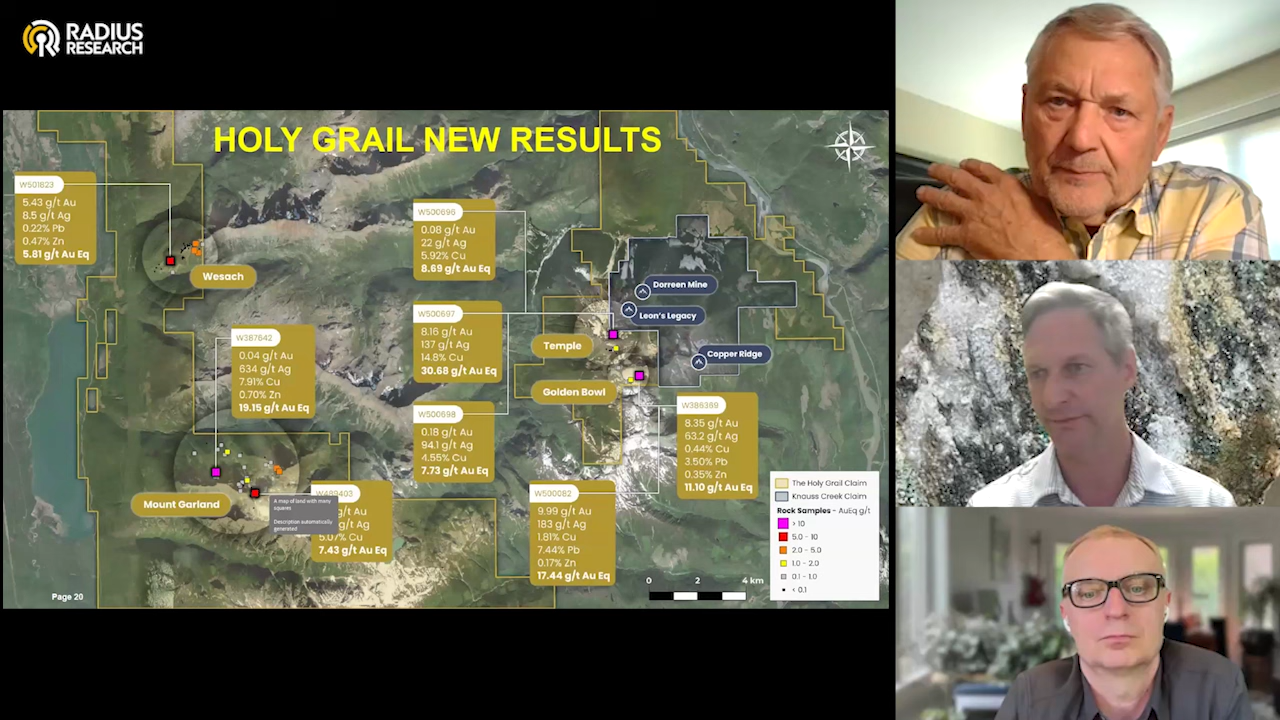 RADIUS
RESEARCH
HOLY GRAIL NEW RESULTS
W501823
5.43 g/t Au
8.5 g/t Ag
0.22% Pb
0.47% Zn
5.81 g/t Au Eq
Wesach
W500696
0.08 g/t Au
22 g/t Ag
5.92% Cu
8.69 g/t Au Eq
Dorreen Mine
Leon's Legacy
Copper Ridge
W500697
8.16 g/t Au
137 g/t Ag
14.8% Cu
30.68 g/t Au Eq
Temple
Golden Bowl
W387642
0.04 g/t Au
634 g/t Ag
7.91% Cu
0.70% Zn
19.15 g/t Au Eq
W500698
0.18 g/t Au
94.1 g/t Ag
4.55% Cu
7.73 g/t Au Eq
8.35 g/t Au
63.2 g/t Ag
0.44% Cu
3.50% Pb
0.35% Zn
11.10 g/t Au Eq
Mount Garland
A map of land with many
squares
Description automatically
generated
g/t Au
g/t Ag
5.07% Cu
7.43 g/t Au Eq
W500082
9.99 g/t Au
183 g/t Ag
1.81% Cu
7.44% Pb
0.17% Zn
17.44 g/t Au Eq
The Holy Grail Claim
Knauss Creek Claim
Rock Samples - AuEq g/t
> 10
5.0 - 10
2.0 - 5.0
1.0 - 2.0
0.1 - 1.0
< 0.1
0 2 4 km
Page 20